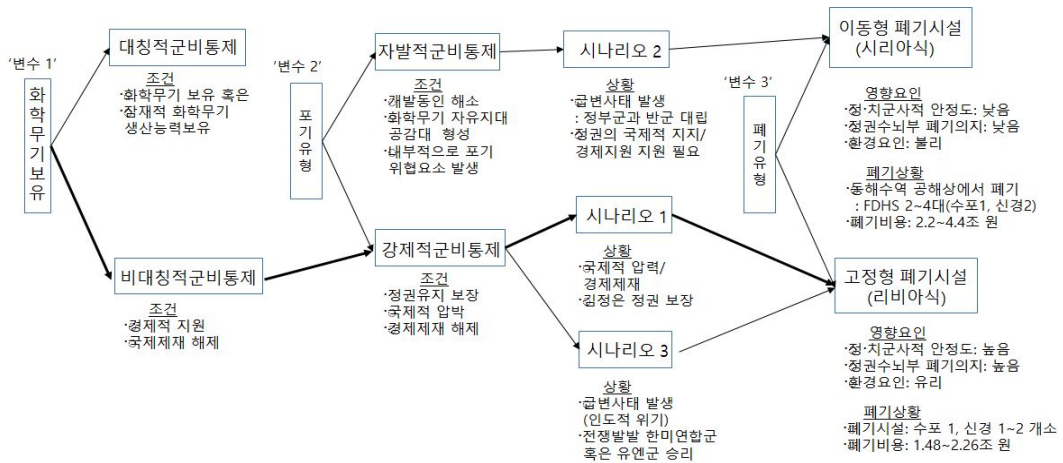 '변수 1'
화학무기보유
대칭적군비통제
조건
·화학무기 보유 혹은
·잠재적 화학무기
생산능력보유
비대칭적군비통제
조건
·경제적 지원
·국제제재 해제
'변수 2'
포기유형
자발적군비통제
조건
·개발동인 해소
·화학무기 자유지대
공감대 형성
·내부적으로 포기
위협요소 발생
강제적군비통제
조건
·정권유지 보장
·국제적 압박
·경제제재 해제
시나리오 2
상황
·급변사태 발생
: 정부군과 반군 대립
·정권의 국제적 지지/
경제지원 지원 필요
시나리오 1
상황
·국제적 압력/
경제제재
·김정은 정권 보장
시나리오 3
상황
·급변사태 발생
(인도적 위기)
·전쟁발발 한미연합군
혹은 유엔군 승리
'변수 3'
폐기유형
이동형 폐기시설
(시리아식)
영향요인
·정·치군사적 안정도: 낮음
·정권수뇌부 폐기의지: 낮음
·환경요인: 불리
폐기상황
·동해수역 공해상에서 폐기
: FDHS 2~4대(수포1, 신경2)
·폐기비용: 2.2~4.4조 원
고정형 폐기시설
(리비아식)
영향요인
·정·치군사적 안정도: 높음
·정권수뇌부 폐기의지: 높음
·환경요인: 유리
폐기상황
·폐기시설: 수포 1, 신경 1~2 개소
·폐기비용: 1.48~2.26조 원